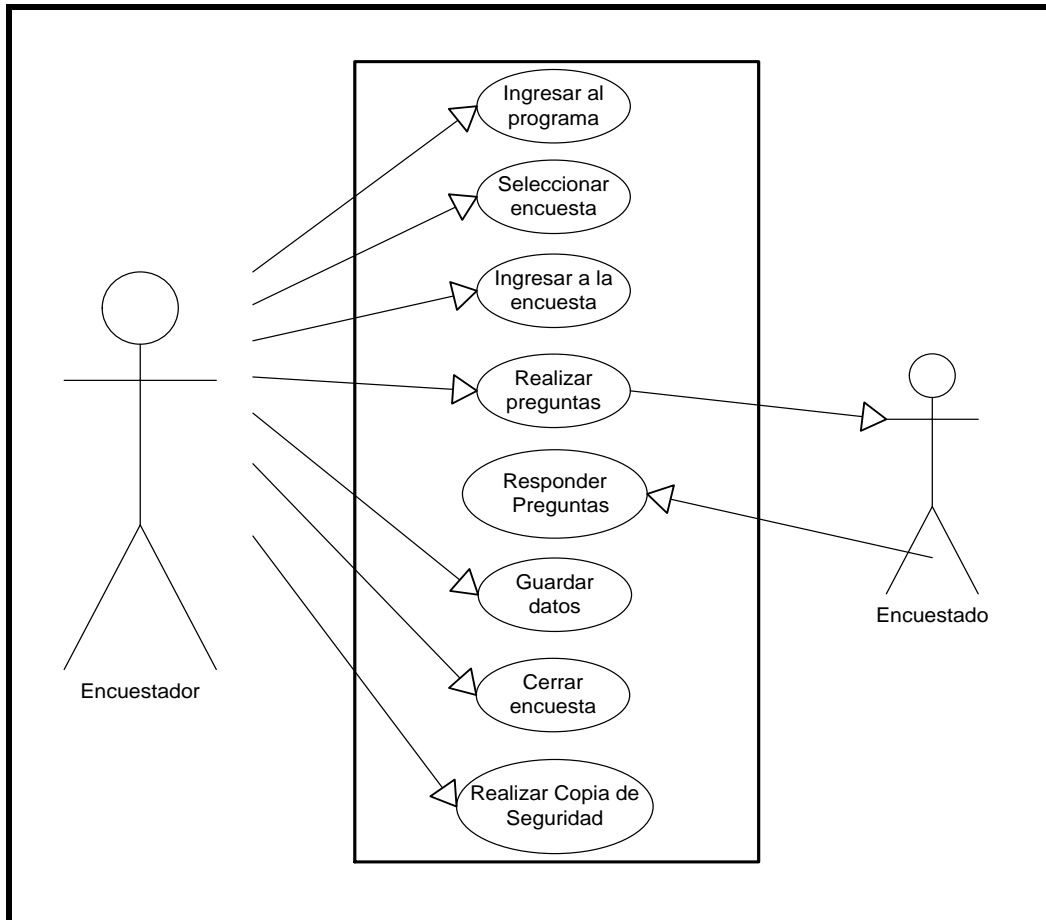 Ingresar al
programa
Seleccionar
encuesta
Ingresar a la
encuesta
Realizar
preguntas
Responder
Preguntas
Guardar
datos
Cerrar
encuesta
Realizar Copia de
Seguridad
Encuestador
Encuestado